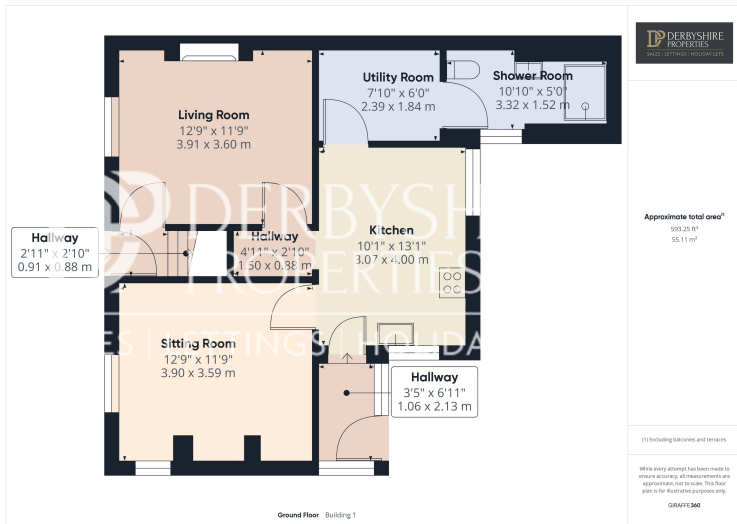 DERBYSHIRE
PROPERTIES
SALES | LETTINGS | HOLIDAY LETS
Living Room
12'9" x 11'9"
3.91 x 3.60 m
Utility Room
7'10" x 6'0"
2.39 x 1.84 m
Shower Room
10'10" x 5'0"
3.32 x 1.52 m
Hallway
2'11" x 2'10"
0.91 x 0.88 m
Hallway
4'11" x 2'10"
1.50 x 0.88 m
Kitchen
10'1" x 13'1"
3.07 x 4.00 m
DERBYSHIRE
PROPERTIES
ES | LETTINGS | HOLIDA
Sitting Room
12'9" x 11'9"
3.90 x 3.59 m
Hallway
3'5" x 6'11"
1.06 x 2.13 m
Approximate total area(1)
593.25 ft²
55.11 m²
(1) Excluding balconies and terraces
While every attempt has been made to
ensure accuracy, all measurements are
approximate, not to scale. This floor
plan is for illustrative purposes only.
GIRAFFE360
Ground Floor Building 1